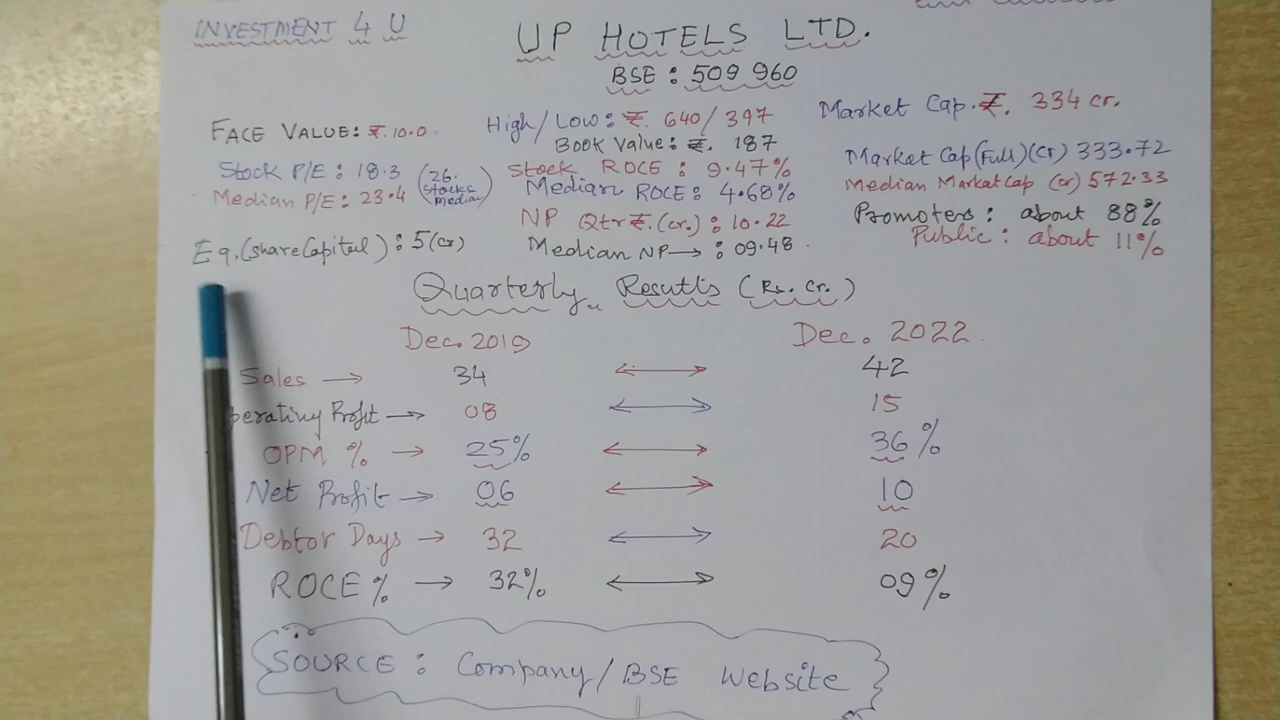 INVESTMENT 4 U
UP HOTELS LTD.
BSE : 509 960
FACE VALUE: ₹.10.0
High/Low: ₹. 640/397
Market Cap. ₹. 334 cr.
Book Value: ₹. 187
Stock P/E : 18.3 (26. stocks median)
Stock ROCE : 9.47%
Market Cap(Full)(Cr) 333.72
Median P/E: 23.4
Median ROCE: 4.68%
Median Market Cap (Cr) 572.33
NP Qtr ₹.(cr.) : 10.22
Promoters : about 88%
Eq.(share Capital) : 5(cr)
Median NP → : 09.48
Public : about 11%
Quarterly Results (Rs. Cr.)
Dec. 2019 Dec. 2022
Sales → 34 ↔ 42
perating Profit → 08 ↔ 15
OPM % → 25% ↔ 36%
Net Profit → 06 ↔ 10
Debtor Days → 32 ↔ 20
ROCE % → 32% ↔ 09%
SOURCE : Company/BSE Website